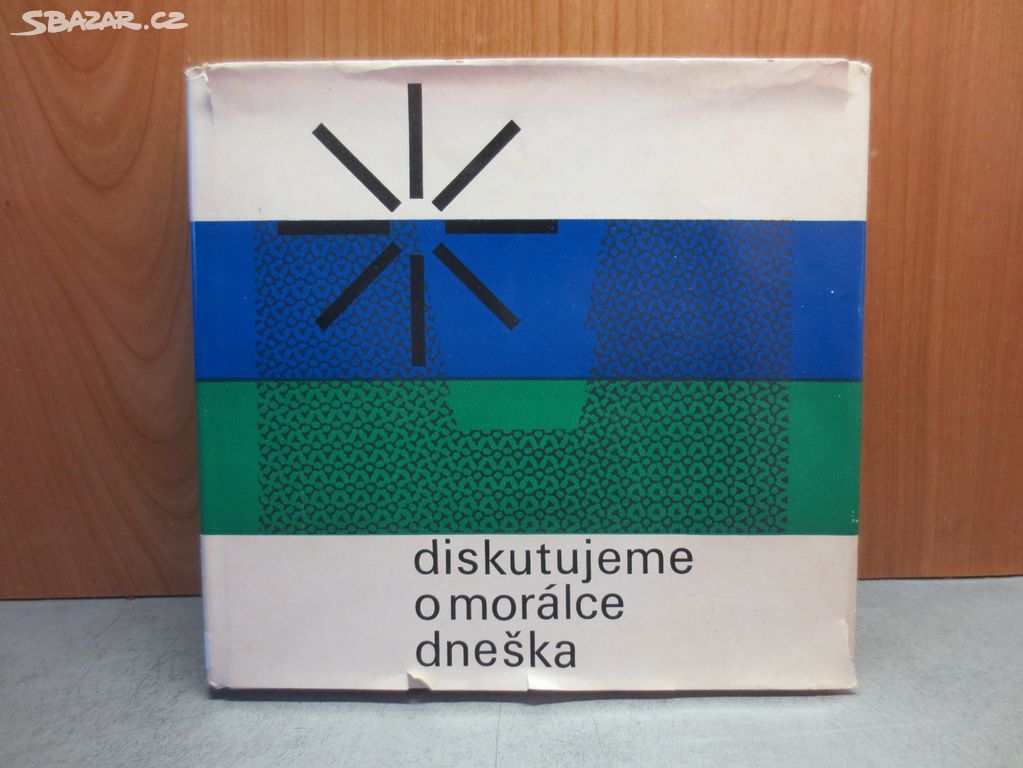 SBAZAR.CZ
diskutujeme
o morálce
dneška